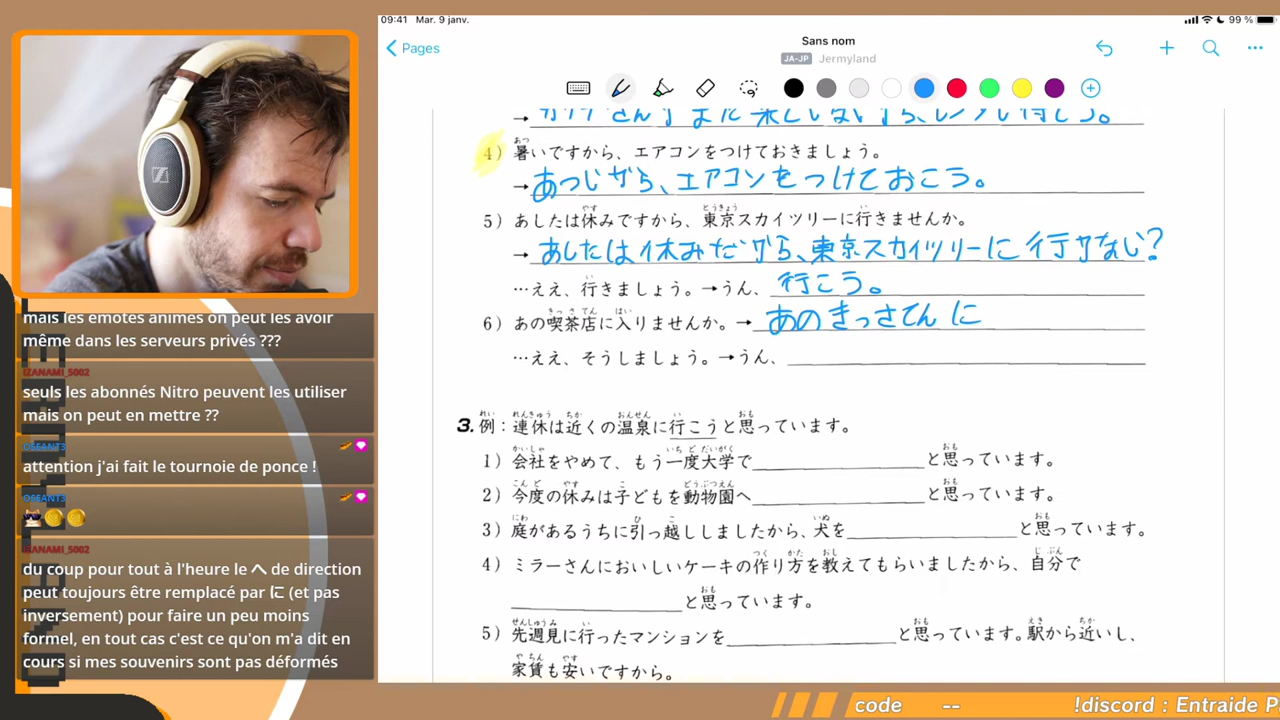 09:41 Mar. 9 janv.
99 %
Pages
Sans nom
JA-JP Jermyland
4) 暑いですから、エアコンをつけておきましょう。
→ あついから、エアコンをつけておこう。
5) あしたは休みですから、東京スカイツリーに行きませんか。
→ あしたは休みだから、東京スカイツリーに行かない?
…ええ、行きましょう。→うん、 行こう。
6) あの喫茶店に入りませんか。→ あのきっさてんに
…ええ、そうしましょう。→うん、
3. 例：連休は近くの温泉に行こうと思っています。
1) 会社をやめて、もう一度大学で と思っています。
2) 今度の休みは子どもを動物園へ と思っています。
3) 庭があるうちに引っ越ししましたから、犬を と思っています。
4) ミラーさんにおいしいケーキの作り方を教えてもらいましたから、自分で
と思っています。
5) 先週見に行ったマンションを と思っています。駅から近いし、
家賃も安いですから。
mais les emotes animes on peut les avoir
même dans les serveurs privés ???
IZANAMI_5002
seuls les abonnés Nitro peuvent les utiliser
mais on peut en mettre ??
attention j'ai fait le tournoie de ponce !
du coup pour tout à l'heure le へ de direction
peut toujours être remplacé par に (et pas
inversement) pour faire un peu moins
formel, en tout cas c'est ce qu'on m'a dit en
cours si mes souvenirs sont pas déformés
code -- !discord : Entraide